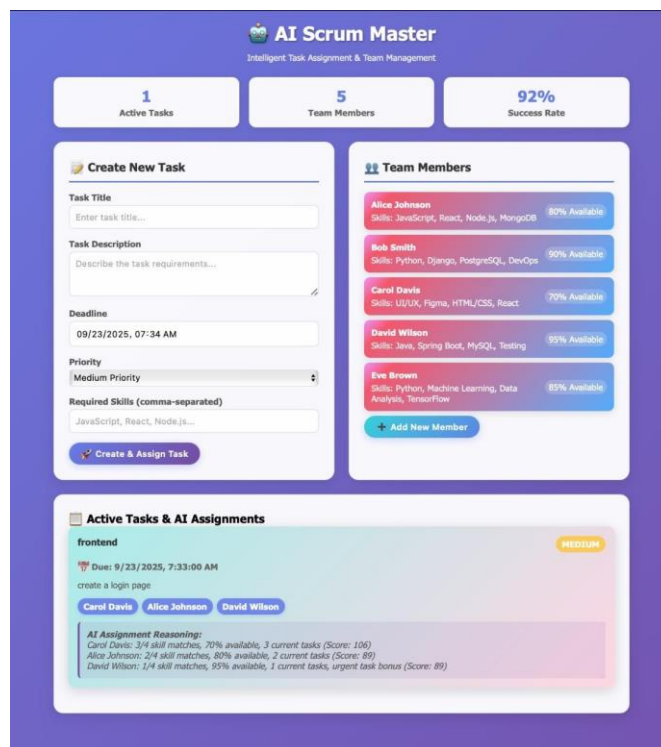 AI Scrum Master
Intelligent Task Assignment & Team Management
1
Active Tasks
5
Team Members
92%
Success Rate
Create New Task
Task Title
Enter task title...
Task Description
Describe the task requirements...
Deadline
09/23/2025, 07:34 AM
Priority
Medium Priority
Required Skills (comma-separated)
JavaScript, React, Node.js...
Create & Assign Task
Team Members
Alice Johnson
Skills: JavaScript, React, Node.js, MongoDB
80% Available
Bob Smith
Skills: Python, Django, PostgreSQL, DevOps
90% Available
Carol Davis
Skills: UI/UX, Figma, HTML/CSS, React
70% Available
David Wilson
Skills: Java, Spring Boot, MySQL, Testing
95% Available
Eve Brown
Skills: Python, Machine Learning, Data
Analysis, TensorFlow
85% Available
Add New Member
Active Tasks & AI Assignments
frontend
MEDIUM
Due: 9/23/2025, 7:33:00 AM
create a login page
Carol Davis
Alice Johnson
David Wilson
AI Assignment Reasoning:
Carol Davis: 3/4 skill matches, 70% available, 3 current tasks (Score: 106)
Alice Johnson: 2/4 skill matches, 80% available, 2 current tasks (Score: 89)
David Wilson: 1/4 skill matches, 95% available, 1 current tasks, urgent task bonus (Score: 89)